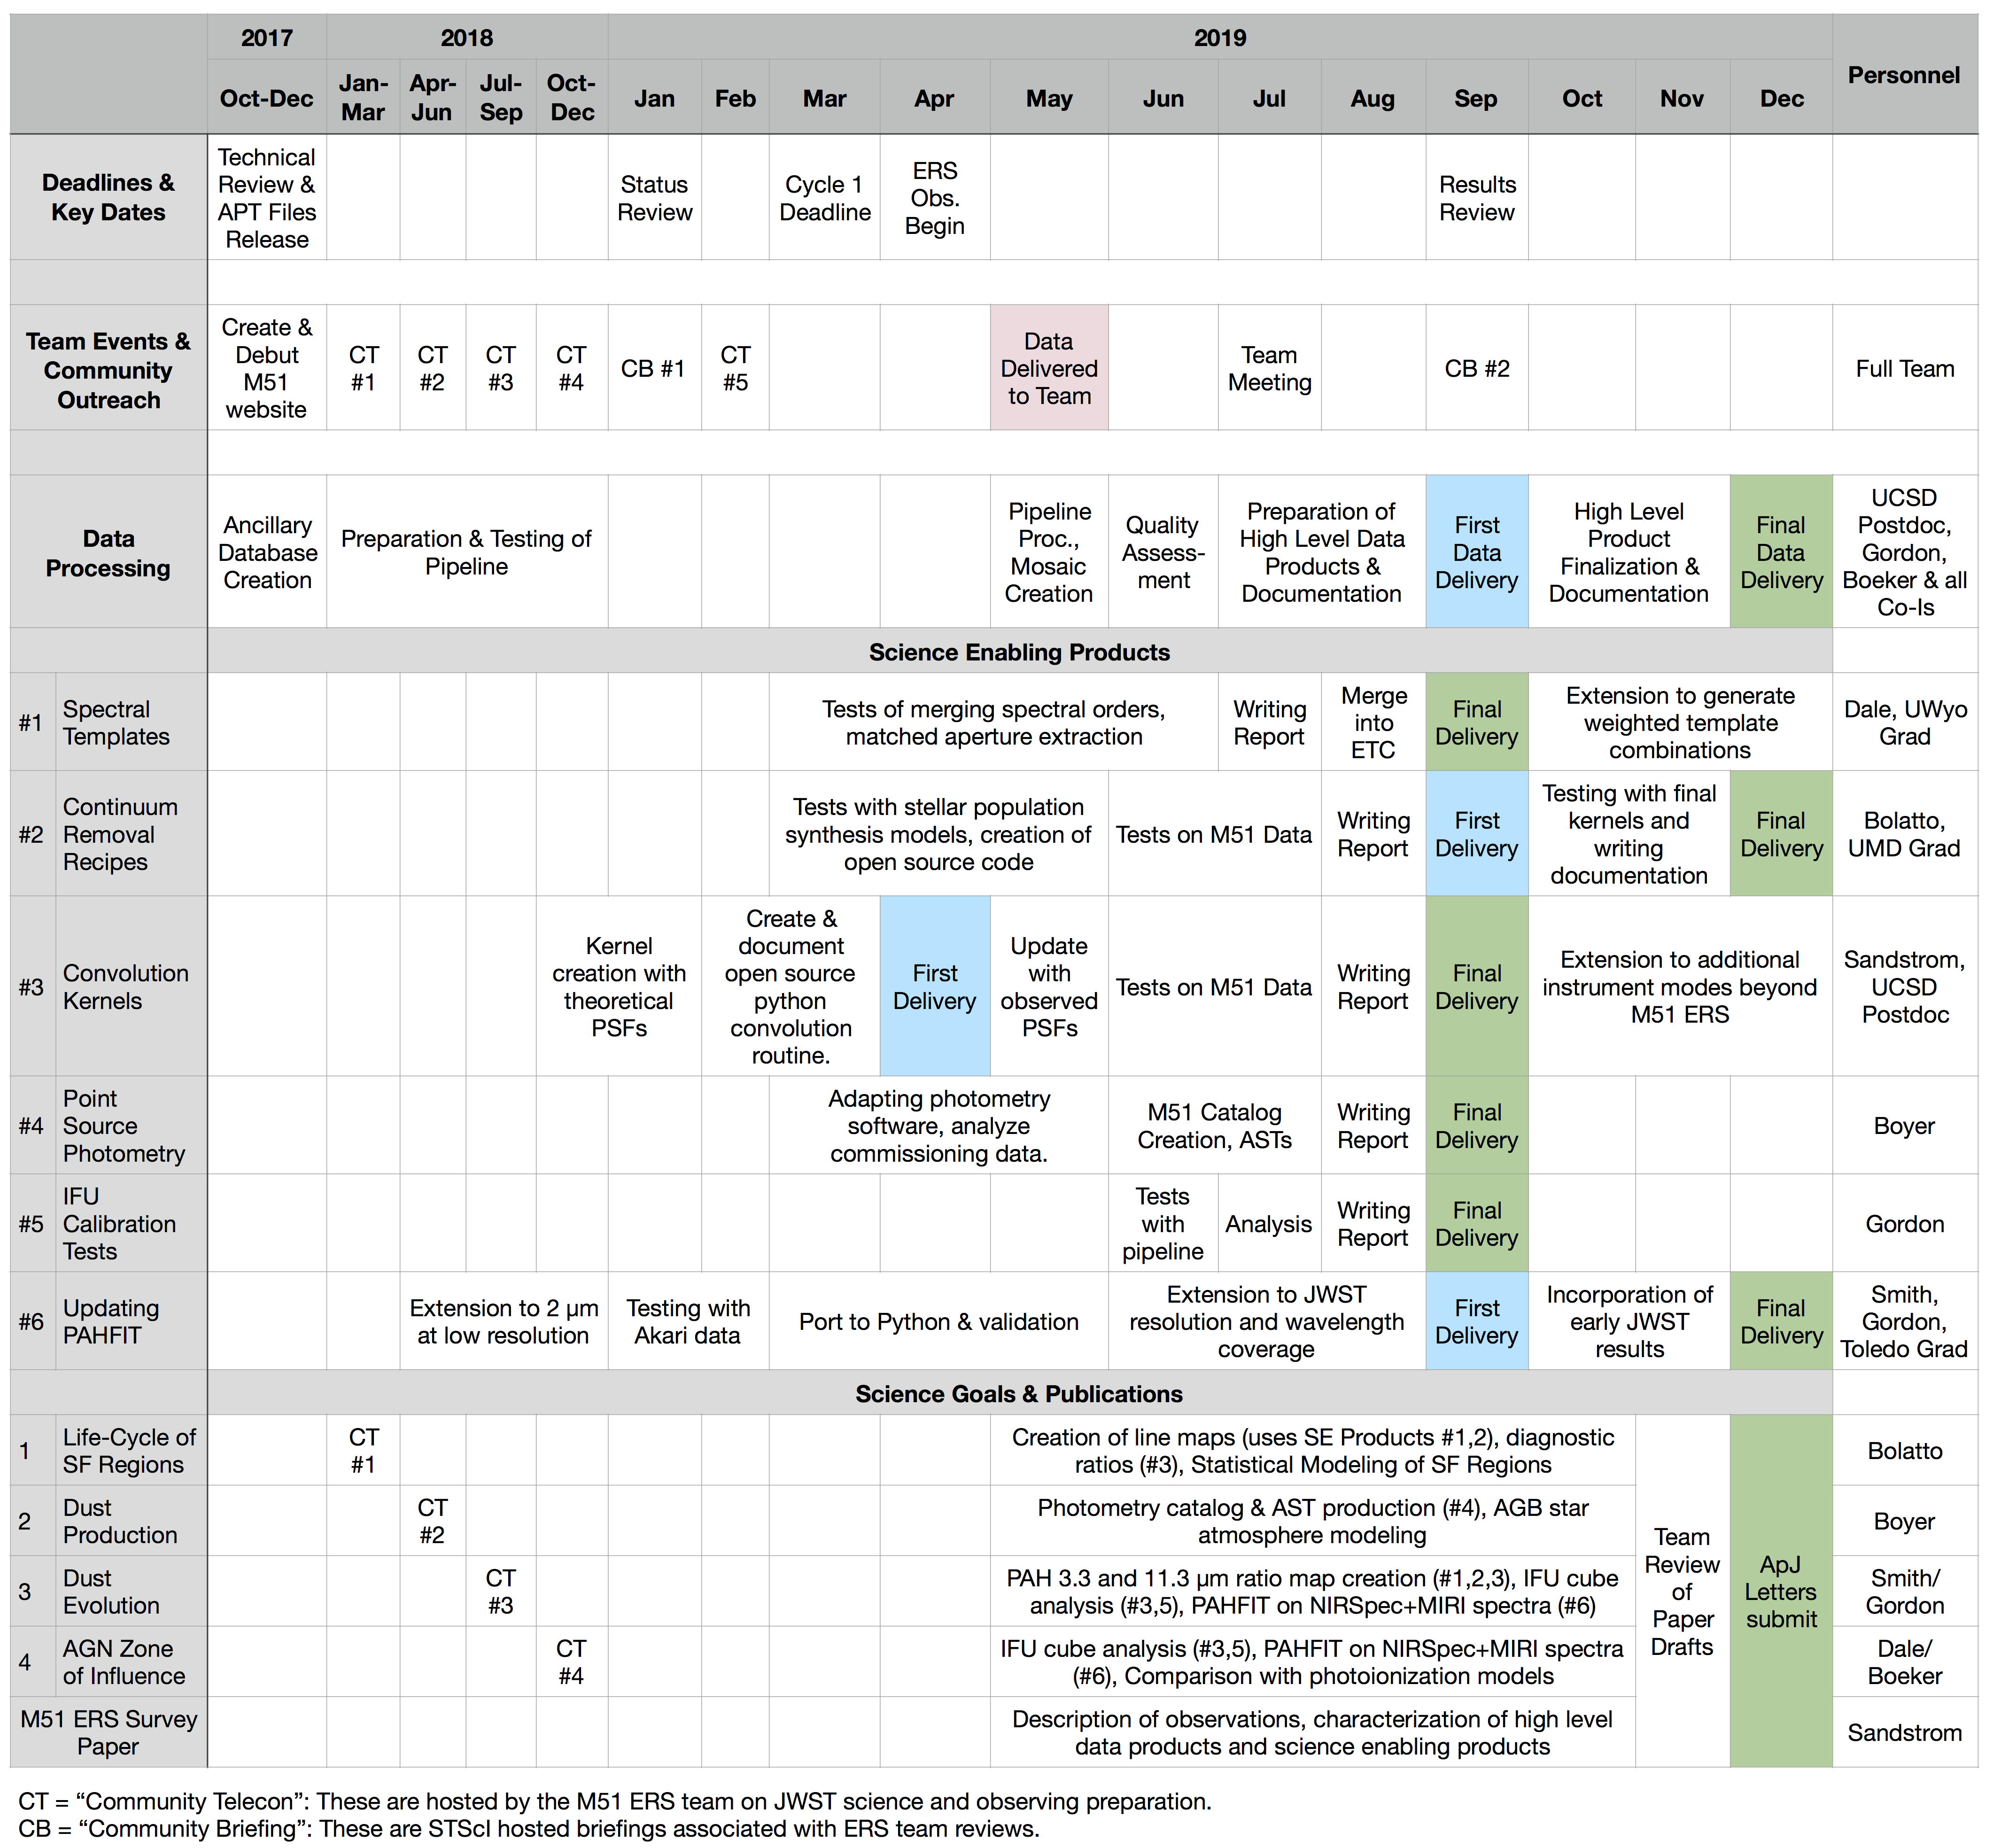 2017
2018
2019
Personnel
Oct-Dec
Jan-
Mar
Apr-
Jun
Jul-
Sep
Oct-
Dec
Jan
Feb
Mar
Apr
May
Jun
Jul
Aug
Sep
Oct
Nov
Dec
Deadlines &
Key Dates
Technical
Review &
APT Files
Release
Status
Review
Cycle 1
Deadline
ERS
Obs.
Begin
Results
Review
Team Events &
Community
Outreach
Create &
Debut
M51
website
CT
#1
CT
#2
CT
#3
CT
#4
CB #1
CT
#5
Data
Delivered
to Team
Team
Meeting
CB #2
Full Team
Data
Processing
Ancillary
Database
Creation
Preparation & Testing of
Pipeline
Pipeline
Proc.,
Mosaic
Creation
Quality
Assess-
ment
Preparation of
High Level Data
Products &
Documentation
First
Data
Delivery
High Level
Product
Finalization &
Documentation
Final
Data
Delivery
UCSD
Postdoc,
Gordon,
Boeker & all
Co-Is
Science Enabling Products
#1
Spectral
Templates
Tests of merging spectral orders,
matched aperture extraction
Writing
Report
Merge
into
ETC
Final
Delivery
Extension to generate
weighted template
combinations
Dale, UWyo
Grad
#2
Continuum
Removal
Recipes
Tests with stellar population
synthesis models, creation of
open source code
Tests on M51 Data
Writing
Report
First
Delivery
Testing with final
kernels and
writing
documentation
Final
Delivery
Bolatto,
UMD Grad
#3
Convolution
Kernels
Kernel
creation with
theoretical
PSFs
Create &
document
open source
python
convolution
routine.
First
Delivery
Update
with
observed
PSFs
Tests on M51 Data
Writing
Report
Final
Delivery
Extension to additional
instrument modes beyond
M51 ERS
Sandstrom,
UCSD
Postdoc
#4
Point
Source
Photometry
Adapting photometry
software, analyze
commissioning data.
M51 Catalog
Creation, ASTs
Writing
Report
Final
Delivery
Boyer
#5
IFU
Calibration
Tests
Tests
with
pipeline
Analysis
Writing
Report
Final
Delivery
Gordon
#6
Updating
PAHFIT
Extension to 2 µm
at low resolution
Testing with
Akari data
Port to Python & validation
Extension to JWST
resolution and wavelength
coverage
First
Delivery
Incorporation of
early JWST
results
Final
Delivery
Smith,
Gordon,
Toledo Grad
Science Goals & Publications
1
Life-Cycle of
SF Regions
CT
#1
Creation of line maps (uses SE Products #1,2), diagnostic
ratios (#3), Statistical Modeling of SF Regions
Bolatto
2
Dust
Production
CT
#2
Photometry catalog & AST production (#4), AGB star
atmosphere modeling
Boyer
3
Dust
Evolution
CT
#3
PAH 3.3 and 11.3 µm ratio map creation (#1,2,3), IFU cube
analysis (#3,5), PAHFIT on NIRSpec+MIRI spectra (#6)
Smith/
Gordon
4
AGN Zone
of Influence
CT
#4
IFU cube analysis (#3,5), PAHFIT on NIRSpec+MIRI spectra
(#6), Comparison with photoionization models
Dale/
Boeker
M51 ERS Survey
Paper
Description of observations, characterization of high level
data products and science enabling products
Team
Review
of
Paper
Drafts
ApJ
Letters
submit
Sandstrom
CT = “Community Telecon”: These are hosted by the M51 ERS team on JWST science and observing preparation.
CB = “Community Briefing”: These are STScI hosted briefings associated with ERS team reviews.